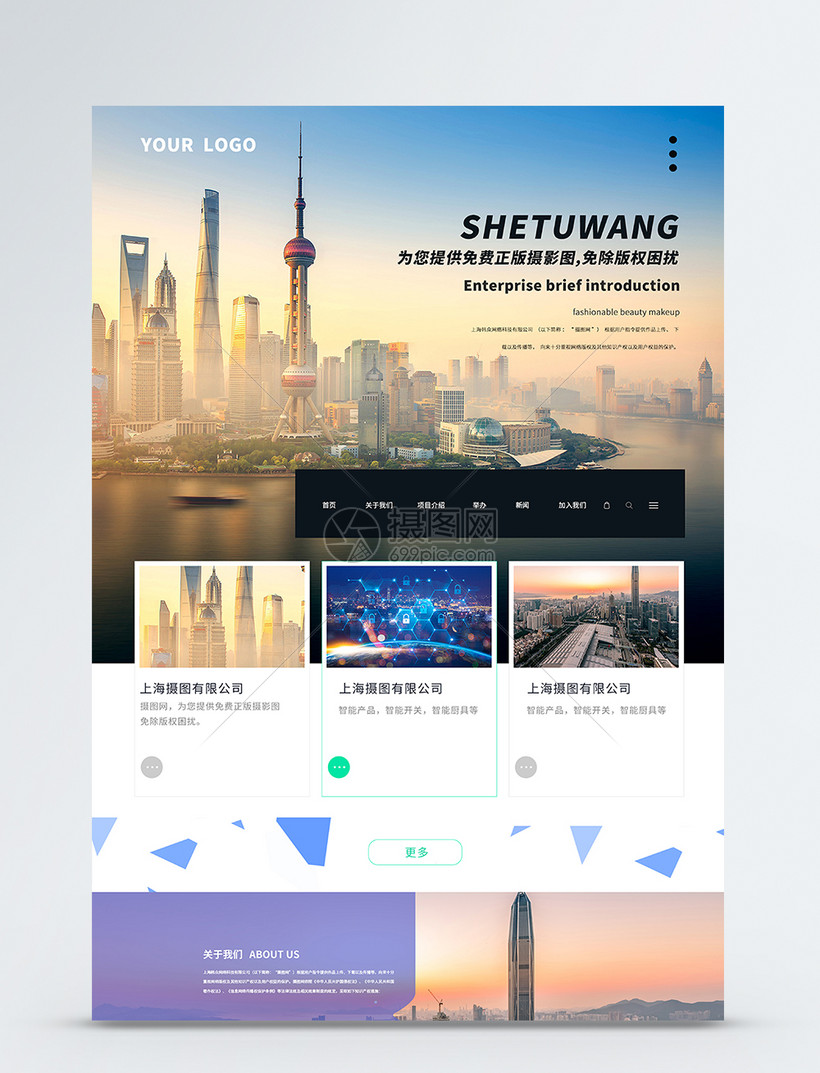 YOUR LOGO
SHETUWANG
为您提供免费正版摄影图,免除版权困扰
Enterprise brief introduction
fashionable beauty makeup
上海韩众网络科技有限公司 (以下简称: “摄图网”) 根据用户指令提供作品上传、下
载以及传播等。向来十分重视网络版权及其他知识产权以及用户权益的保护。
首页 关于我们 项目介绍 举办 新闻 加入我们
摄图网
699pic.com
上海摄图有限公司
摄图网，为您提供免费正版摄影图
免除版权困扰。
上海摄图有限公司
智能产品，智能开关，智能厨具等
上海摄图有限公司
智能产品，智能开关，智能厨具等
更多
关于我们 ABOUT US